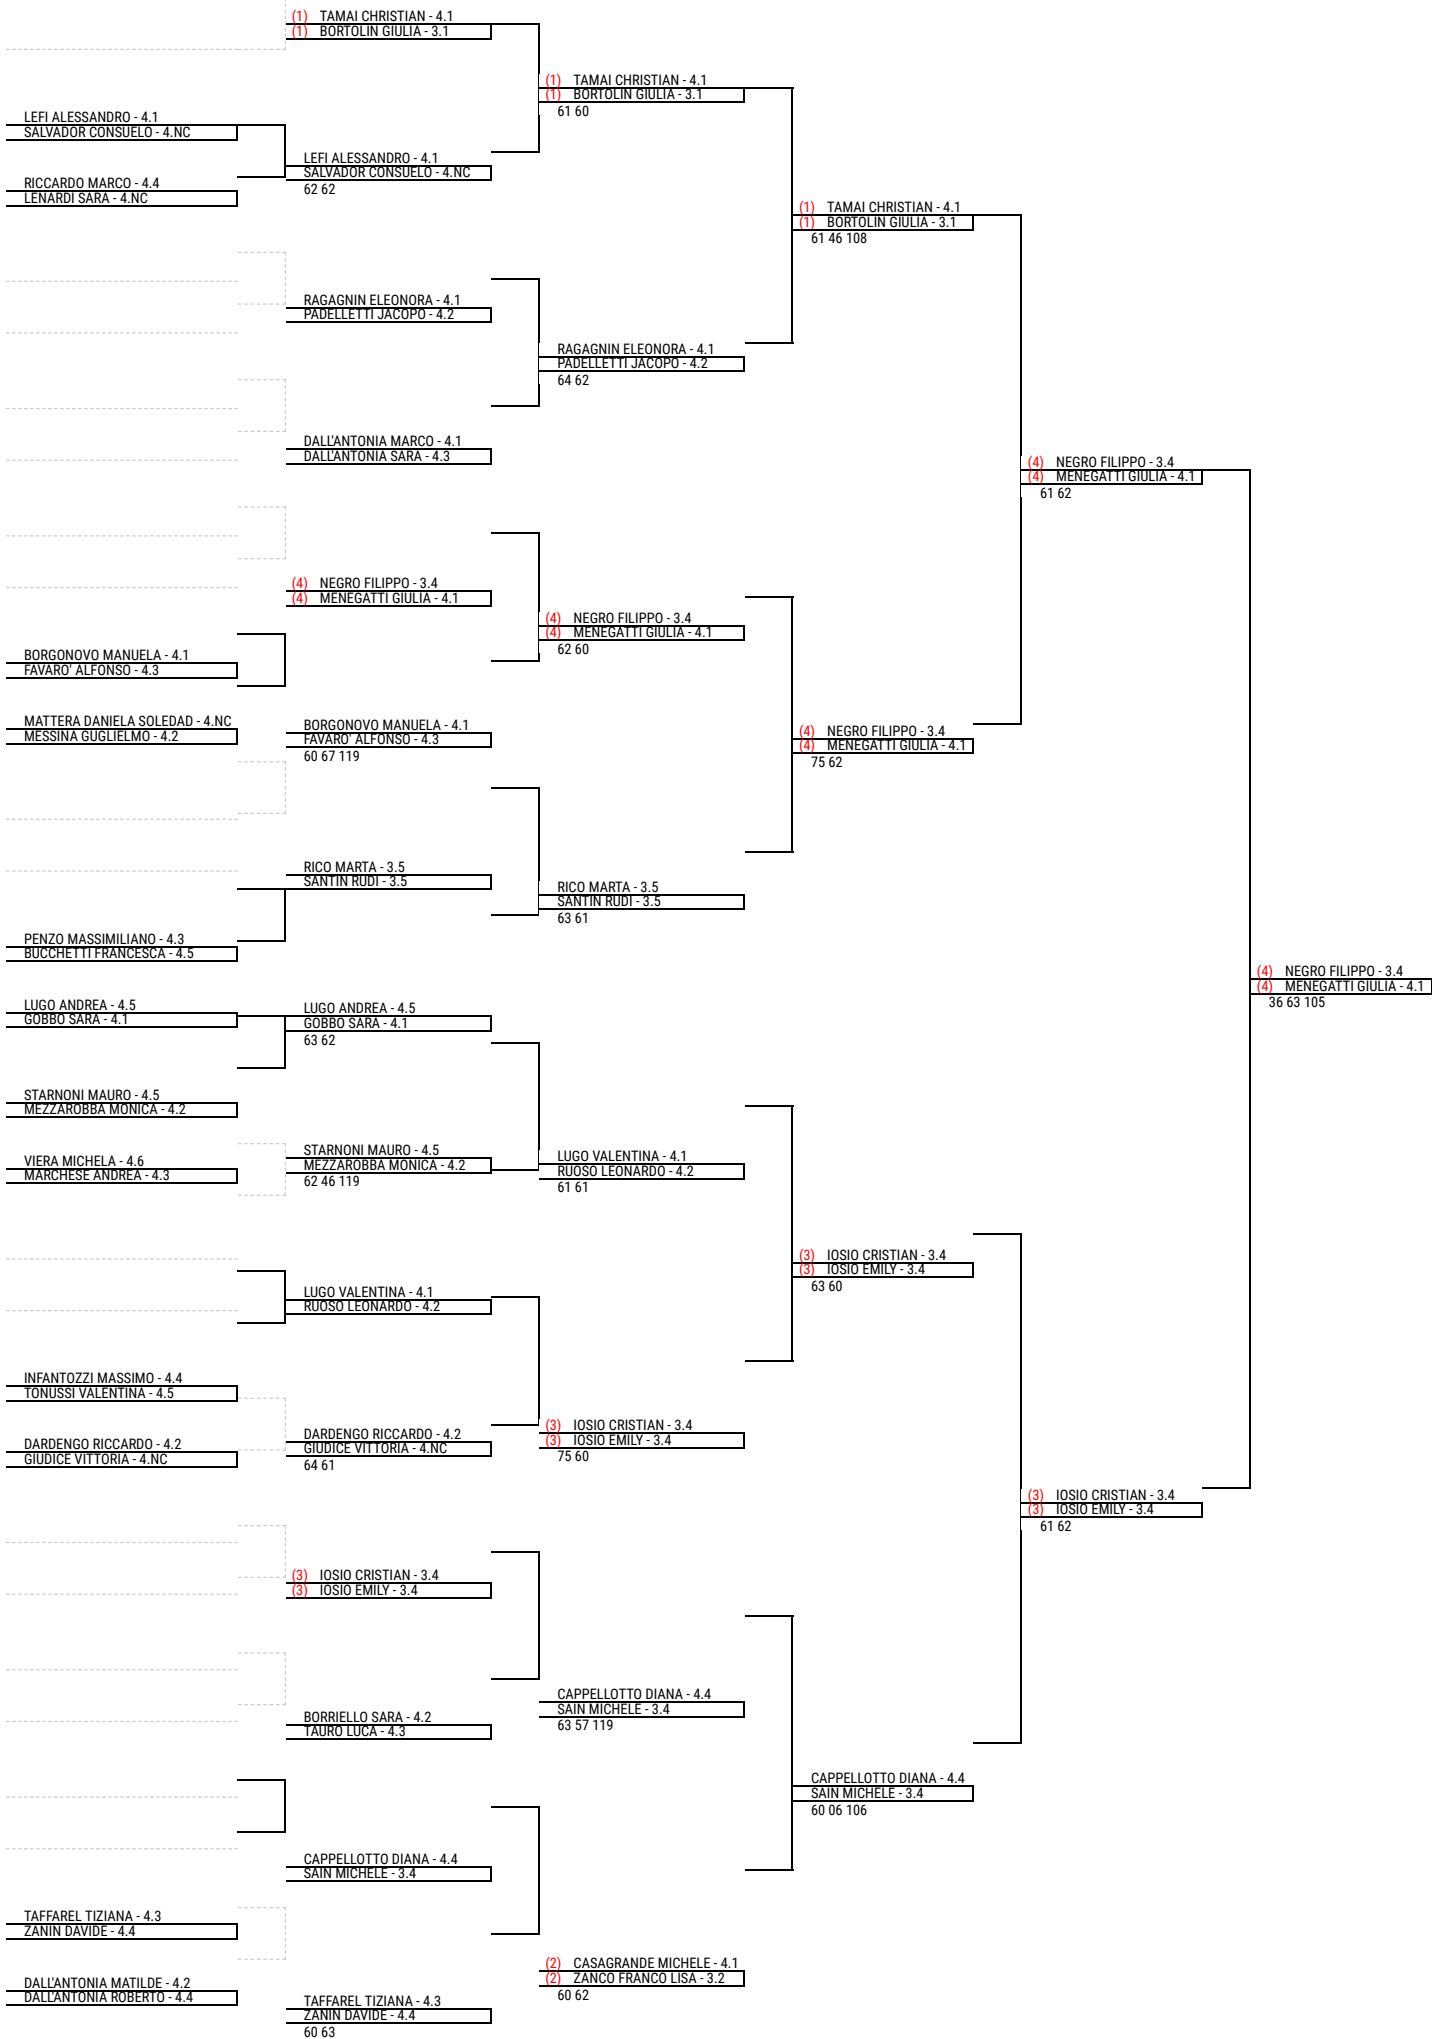 (1) TAMAI CHRISTIAN - 4.1
(1) BORTOLIN GIULIA - 3.1
LEFI ALESSANDRO - 4.1
SALVADOR CONSUELO - 4.NC
RICCARDO MARCO - 4.4
LENARDI SARA - 4.NC
LEFI ALESSANDRO - 4.1
SALVADOR CONSUELO - 4.NC
62 62
(1) TAMAI CHRISTIAN - 4.1
(1) BORTOLIN GIULIA - 3.1
61 60
RAGAGNIN ELEONORA - 4.1
PADELLETTI JACOPO - 4.2
DALL'ANTONIA MARCO - 4.1
DALL'ANTONIA SARA - 4.3
RAGAGNIN ELEONORA - 4.1
PADELLETTI JACOPO - 4.2
64 62
(1) TAMAI CHRISTIAN - 4.1
(1) BORTOLIN GIULIA - 3.1
61 46 108
(4) NEGRO FILIPPO - 3.4
(4) MENEGATTI GIULIA - 4.1
BORGONOVO MANUELA - 4.1
FAVARO' ALFONSO - 4.3
MATTERA DANIELA SOLEDAD - 4.NC
MESSINA GUGLIELMO - 4.2
BORGONOVO MANUELA - 4.1
FAVARO' ALFONSO - 4.3
60 67 119
(4) NEGRO FILIPPO - 3.4
(4) MENEGATTI GIULIA - 4.1
62 60
RICO MARTA - 3.5
SANTIN RUDI - 3.5
PENZO MASSIMILIANO - 4.3
BUCCHETTI FRANCESCA - 4.5
LUGO ANDREA - 4.5
GOBBO SARA - 4.1
LUGO ANDREA - 4.5
GOBBO SARA - 4.1
63 62
RICO MARTA - 3.5
SANTIN RUDI - 3.5
63 61
(4) NEGRO FILIPPO - 3.4
(4) MENEGATTI GIULIA - 4.1
75 62
(4) NEGRO FILIPPO - 3.4
(4) MENEGATTI GIULIA - 4.1
61 62
STARNONI MAURO - 4.5
MEZZAROBBA MONICA - 4.2
VIERA MICHELA - 4.6
MARCHESE ANDREA - 4.3
STARNONI MAURO - 4.5
MEZZAROBBA MONICA - 4.2
62 46 119
LUGO VALENTINA - 4.1
RUOSO LEONARDO - 4.2
LUGO VALENTINA - 4.1
RUOSO LEONARDO - 4.2
61 61
INFANTOZZI MASSIMO - 4.4
TONUSSI VALENTINA - 4.5
DARDENGO RICCARDO - 4.2
GIUDICE VITTORIA - 4.NC
DARDENGO RICCARDO - 4.2
GIUDICE VITTORIA - 4.NC
64 61
(3) IOSIO CRISTIAN - 3.4
(3) IOSIO EMILY - 3.4
(3) IOSIO CRISTIAN - 3.4
(3) IOSIO EMILY - 3.4
75 60
(3) IOSIO CRISTIAN - 3.4
(3) IOSIO EMILY - 3.4
63 60
BORRIELLO SARA - 4.2
TAURO LUCA - 4.3
CAPPELLOTTO DIANA - 4.4
SAIN MICHELE - 3.4
CAPPELLOTTO DIANA - 4.4
SAIN MICHELE - 3.4
63 57 119
TAFFAREL TIZIANA - 4.3
ZANIN DAVIDE - 4.4
DALL'ANTONIA MATILDE - 4.2
DALL'ANTONIA ROBERTO - 4.4
TAFFAREL TIZIANA - 4.3
ZANIN DAVIDE - 4.4
60 63
(2) CASAGRANDE MICHELE - 4.1
(2) ZANCO FRANCO LISA - 3.2
60 62
CAPPELLOTTO DIANA - 4.4
SAIN MICHELE - 3.4
60 06 106
(3) IOSIO CRISTIAN - 3.4
(3) IOSIO EMILY - 3.4
61 62
(4) NEGRO FILIPPO - 3.4
(4) MENEGATTI GIULIA - 4.1
36 63 105